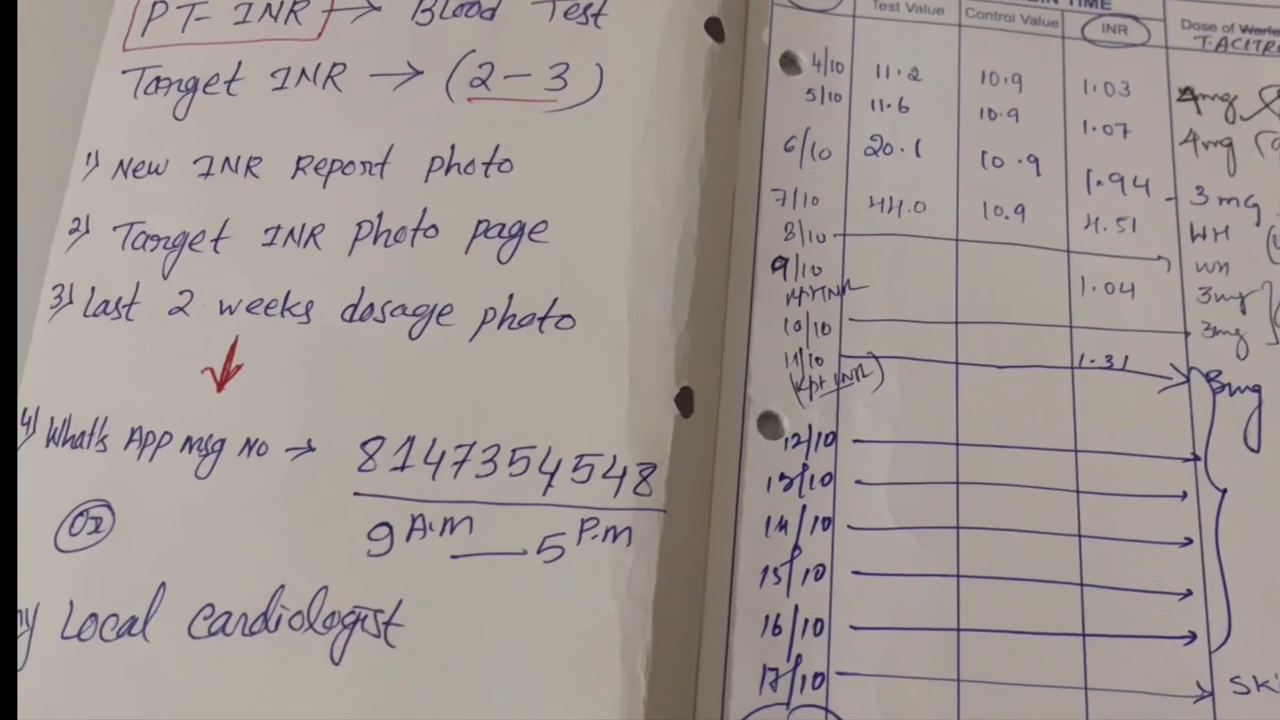 PT- INR → Blood Test
Target INR → (2 - 3)
1) New INR Report photo
2) Target INR photo page
3) Last 2 weeks dosage photo
4) What's App msg No → 8147354548
9 A.m — 5 P.m
Local cardiologist
TIME
Test Value Control Value INR Dose of
T. ACITR
4/10 11.2 10.9 1.03 4mg
5/10 11.6 10.9 1.07 4mg
6/10 20.1 10.9 1.94 3mg
7/10 44.0 10.9 4.51 WH
8/10 WH
9/10 1.04 3mg
10/10 3mg
11/10 1.31 3mg
INR)
12/10
13/10
14/10
15/10
16/10
17/10